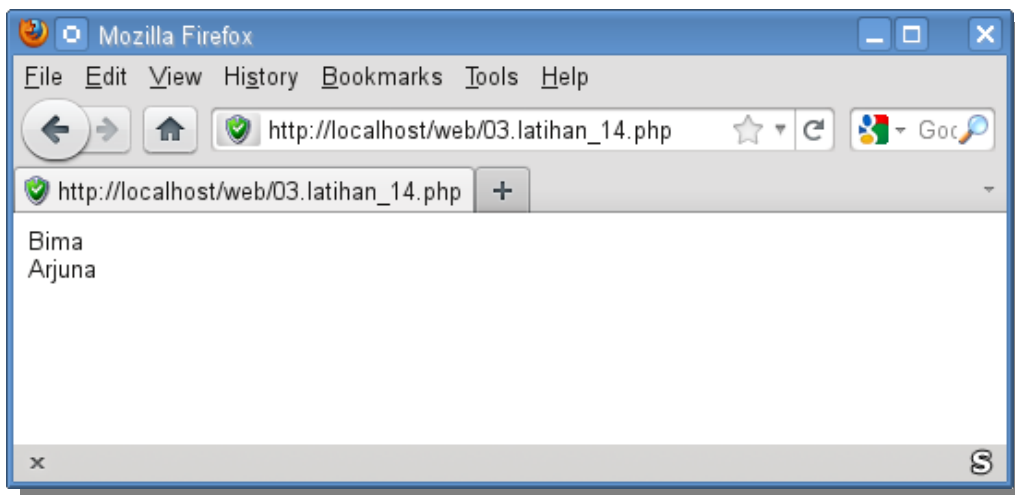 Mozilla Firefox
File Edit View History Bookmarks Tools Help
http://localhost/web/03.latihan_14.php Goo
http://localhost/web/03.latihan_14.php +
Bima
Arjuna
x S